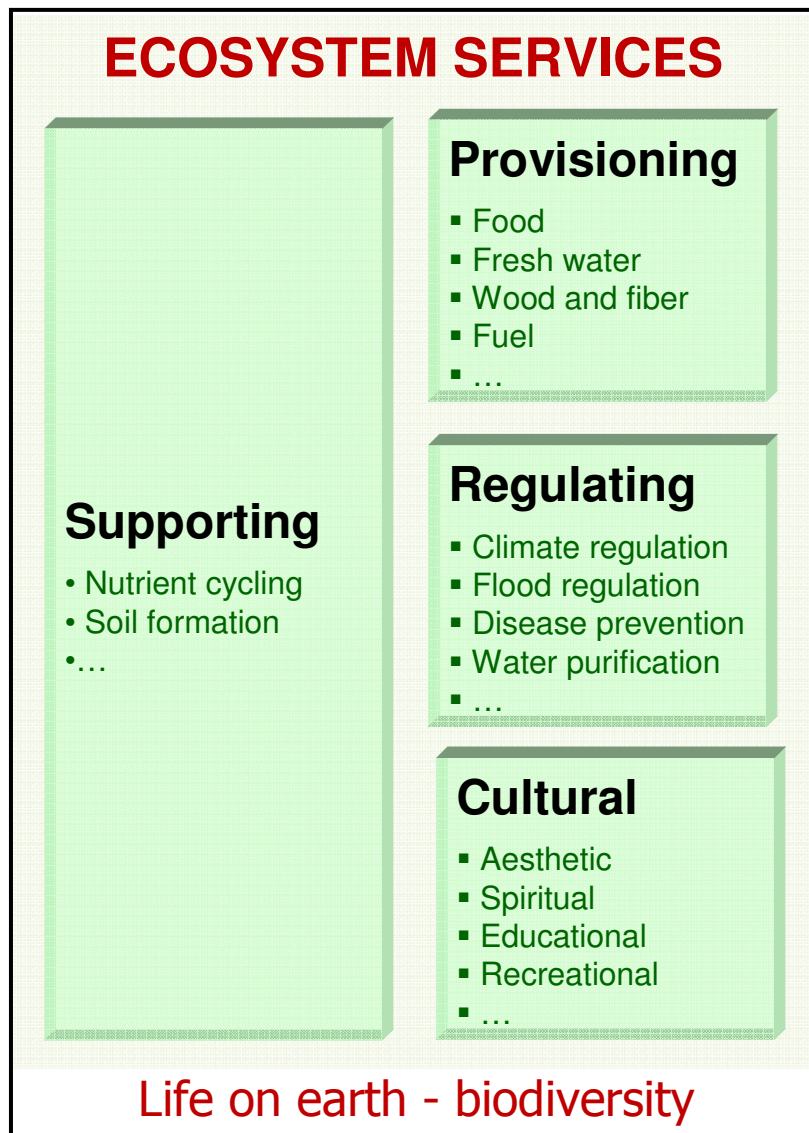 ECOSYSTEM SERVICES
Supporting
• Nutrient cycling
• Soil formation
•…
Provisioning
▪ Food
▪ Fresh water
▪ Wood and fiber
▪ Fuel
▪ …
Regulating
▪ Climate regulation
▪ Flood regulation
▪ Disease prevention
▪ Water purification
▪ …
Cultural
▪ Aesthetic
▪ Spiritual
▪ Educational
▪ Recreational
▪ …
Life on earth - biodiversity